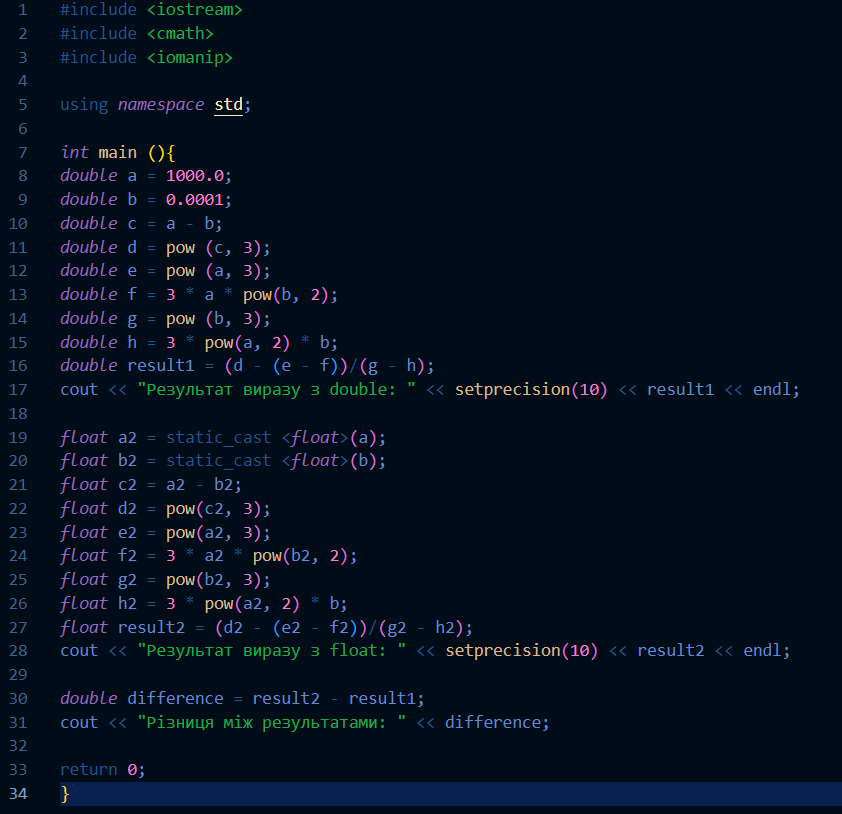 1 #include <iostream>
2 #include <cmath>
3 #include <iomanip>
4
5 using namespace std;
6
7 int main (){
8 double a = 1000.0;
9 double b = 0.0001;
10 double c = a - b;
11 double d = pow (c, 3);
12 double e = pow (a, 3);
13 double f = 3 * a * pow(b, 2);
14 double g = pow (b, 3);
15 double h = 3 * pow(a, 2) * b;
16 double result1 = (d - (e - f))/(g - h);
17 cout << "Результат виразу з double: " << setprecision(10) << result1 << endl;
18
19 float a2 = static_cast <float>(a);
20 float b2 = static_cast <float>(b);
21 float c2 = a2 - b2;
22 float d2 = pow(c2, 3);
23 float e2 = pow(a2, 3);
24 float f2 = 3 * a2 * pow(b2, 2);
25 float g2 = pow(b2, 3);
26 float h2 = 3 * pow(a2, 2) * b;
27 float result2 = (d2 - (e2 - f2))/(g2 - h2);
28 cout << "Результат виразу з float: " << setprecision(10) << result2 << endl;
29
30 double difference = result2 - result1;
31 cout << "Різниця між результатами: " << difference;
32
33 return 0;
34 }